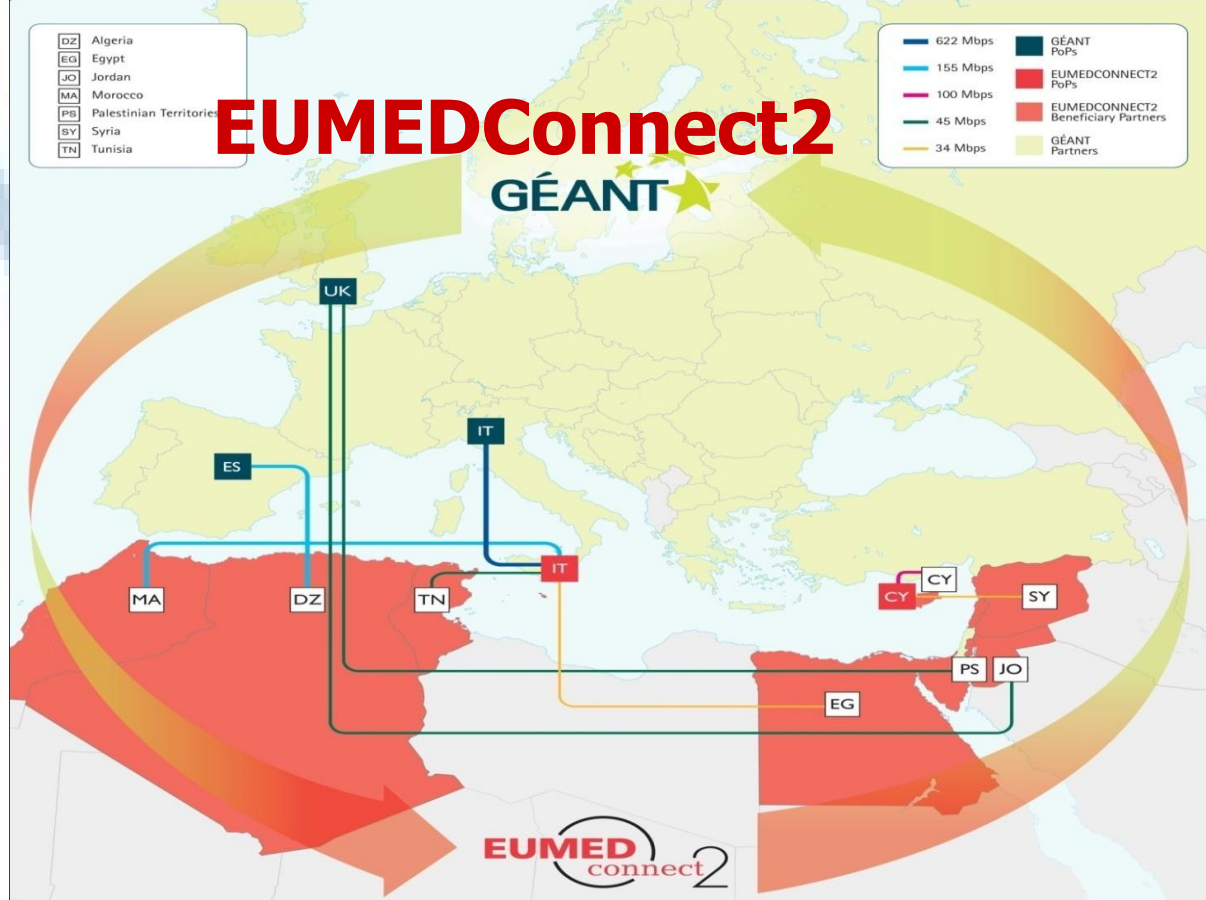 DZ Algeria
EG Egypt
JO Jordan
MA Morocco
PS Palestinian Territories
SY Syria
TN Tunisia
622 Mbps
155 Mbps
100 Mbps
45 Mbps
34 Mbps
GÉANT
PoPs
EUMEDCONNECT2
PoPs
EUMEDCONNECT2
Beneficiary Partners
GÉANT
Partners
EUMEDConnect2
GÉANT
UK
IT
ES
IT
CY
CY
MA
DZ
TN
SY
PS
JO
EG
EUMED
connect2